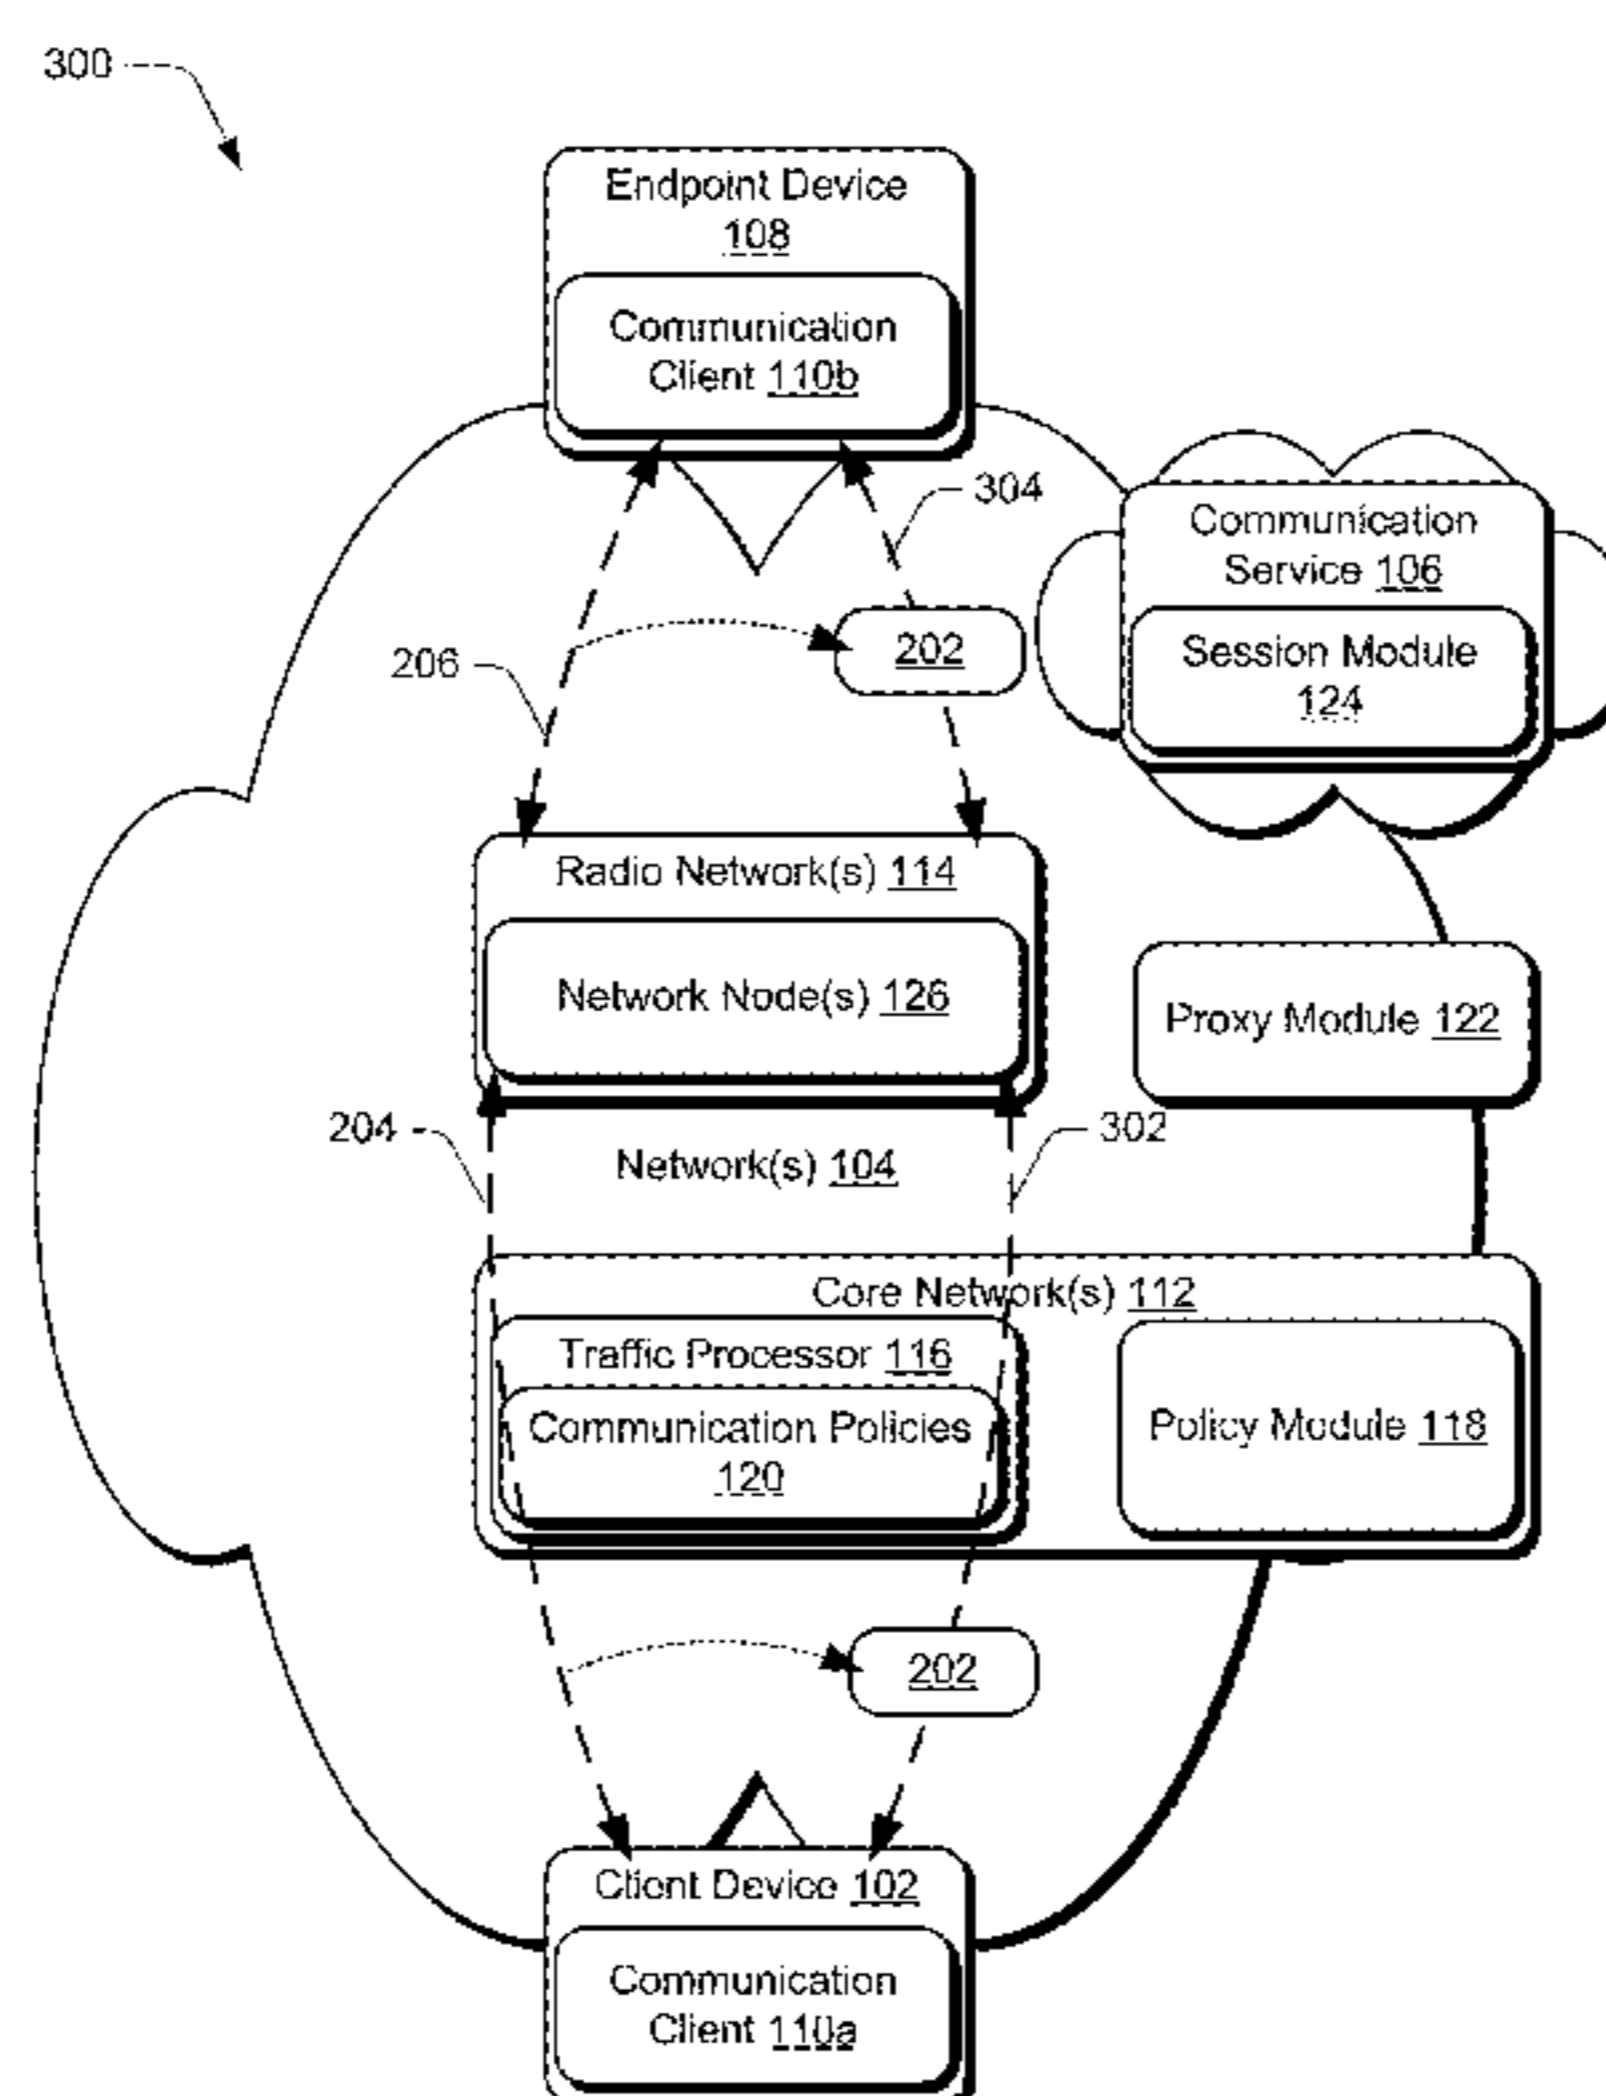 300
Endpoint Device
108
Communication
Client 110b
304
Communication
Service 106
202
Session Module
124
206
Radio Network(s) 114
Network Node(s) 126
Proxy Module 122
204
302
Network(s) 104
Core Network(s) 112
Traffic Processor 116
Communication Policies
120
Policy Module 118
202
Client Device 102
Communication
Client 110a